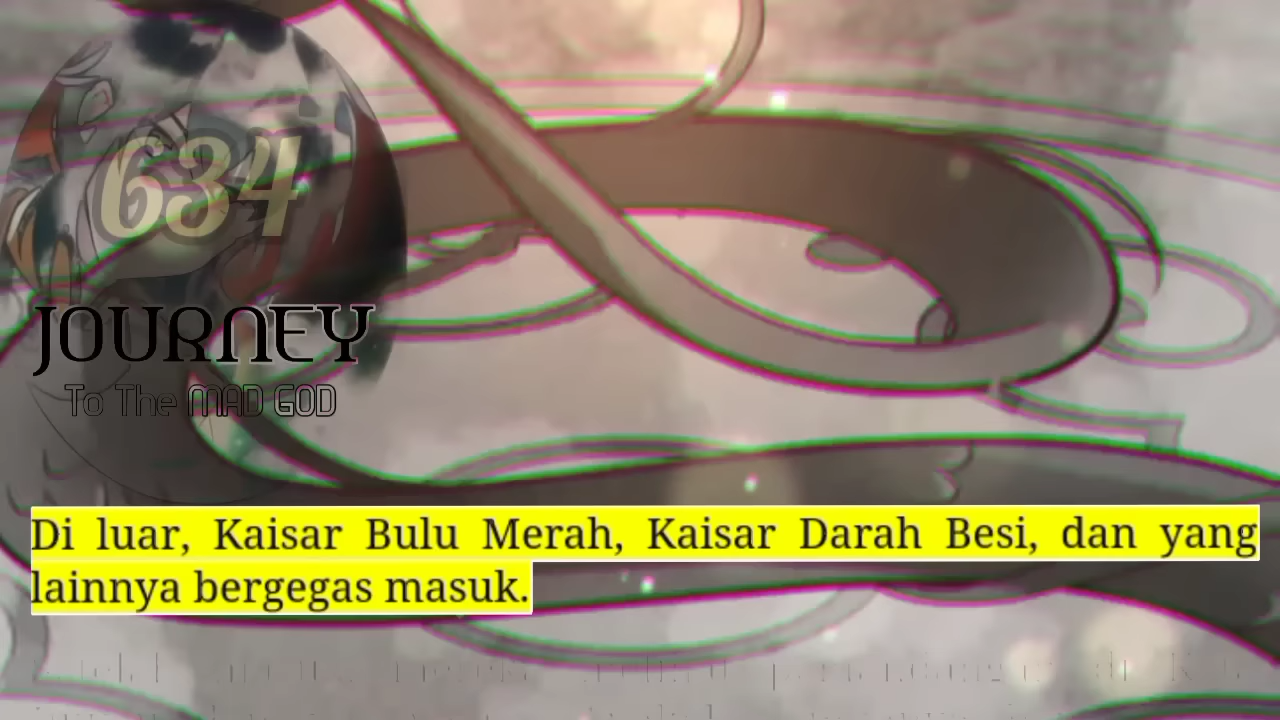 634
JOURNEY
To The MAD GOD
Di luar, Kaisar Bulu Merah, Kaisar Darah Besi, dan yang
lainnya bergegas masuk.